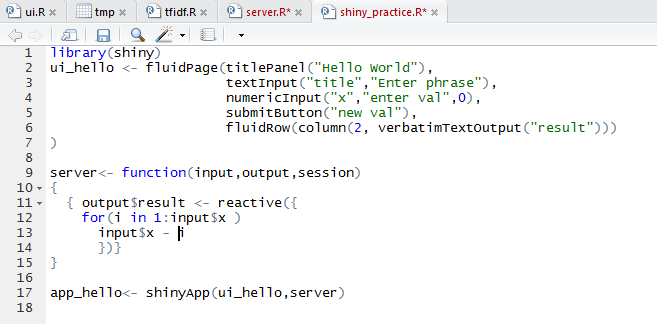 ui.R × tmp × tfidf.R × server.R* × shiny_practice.R* ×
1 library(shiny)
2 ui_hello <- fluidPage(titlePanel("Hello World"),
3 textInput("title","Enter phrase"),
4 numericInput("x","enter val",0),
5 submitButton("new val"),
6 fluidRow(column(2, verbatimTextOutput("result")))
7 )
8
9 server<- function(input,output,session)
10 {
11 { output$result <- reactive({
12 for(i in 1:input$x )
13 input$x - i
14 })}
15 }
16
17 app_hello<- shinyApp(ui_hello,server)
18